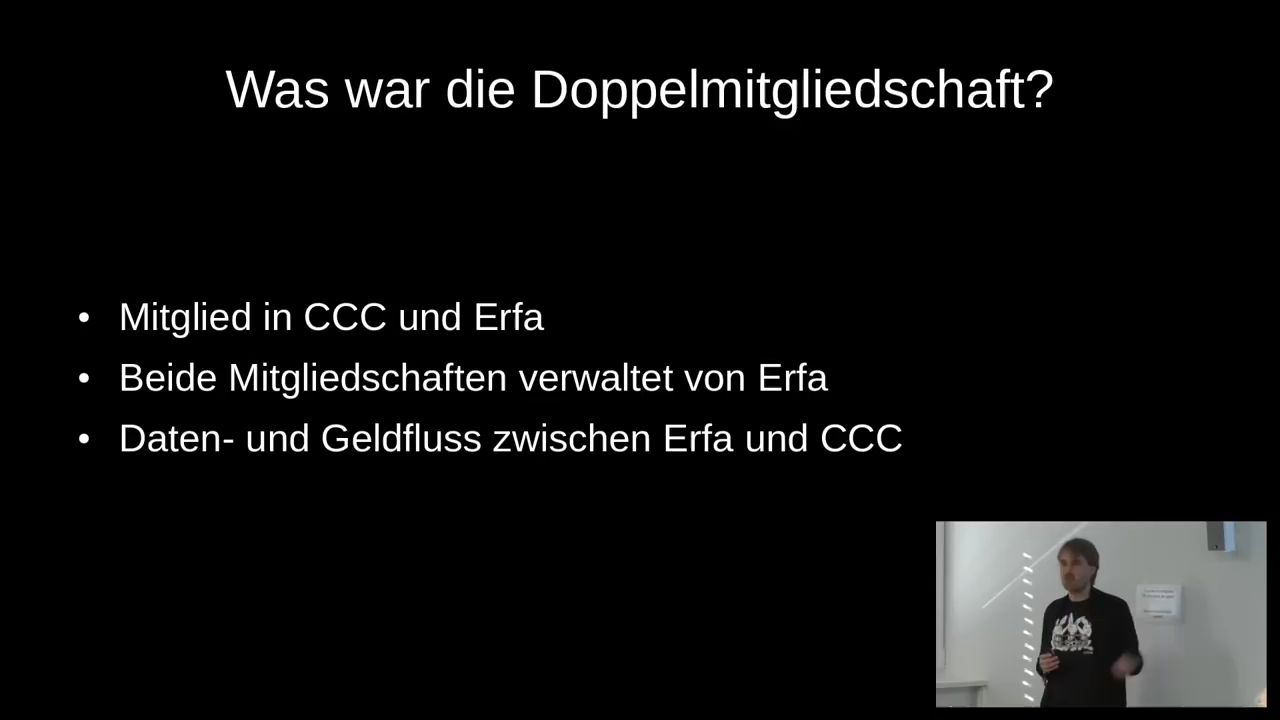 Was war die Doppelmitgliedschaft?
• Mitglied in CCC und Erfa
• Beide Mitgliedschaften verwaltet von Erfa
• Daten- und Geldfluss zwischen Erfa und CCC